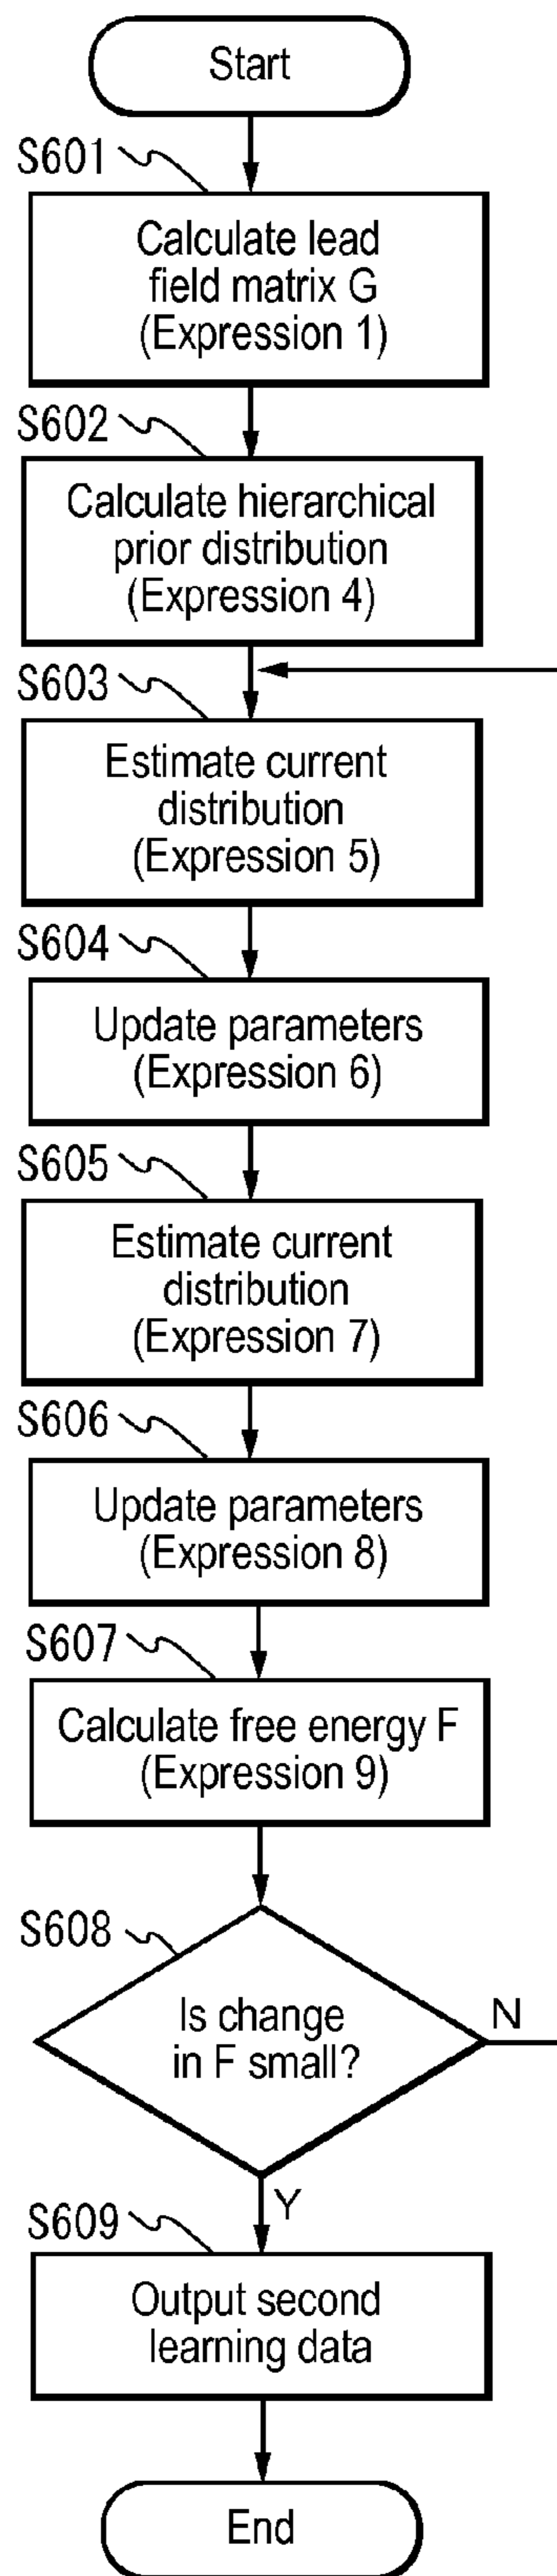 Start
S601
Calculate lead
field matrix G
(Expression 1)
S602
Calculate hierarchical
prior distribution
(Expression 4)
S603
Estimate current
distribution
(Expression 5)
S604
Update parameters
(Expression 6)
S605
Estimate current
distribution
(Expression 7)
S606
Update parameters
(Expression 8)
S607
Calculate free energy F
(Expression 9)
S608
Is change
in F small?
N
Y
S609
Output second
learning data
End